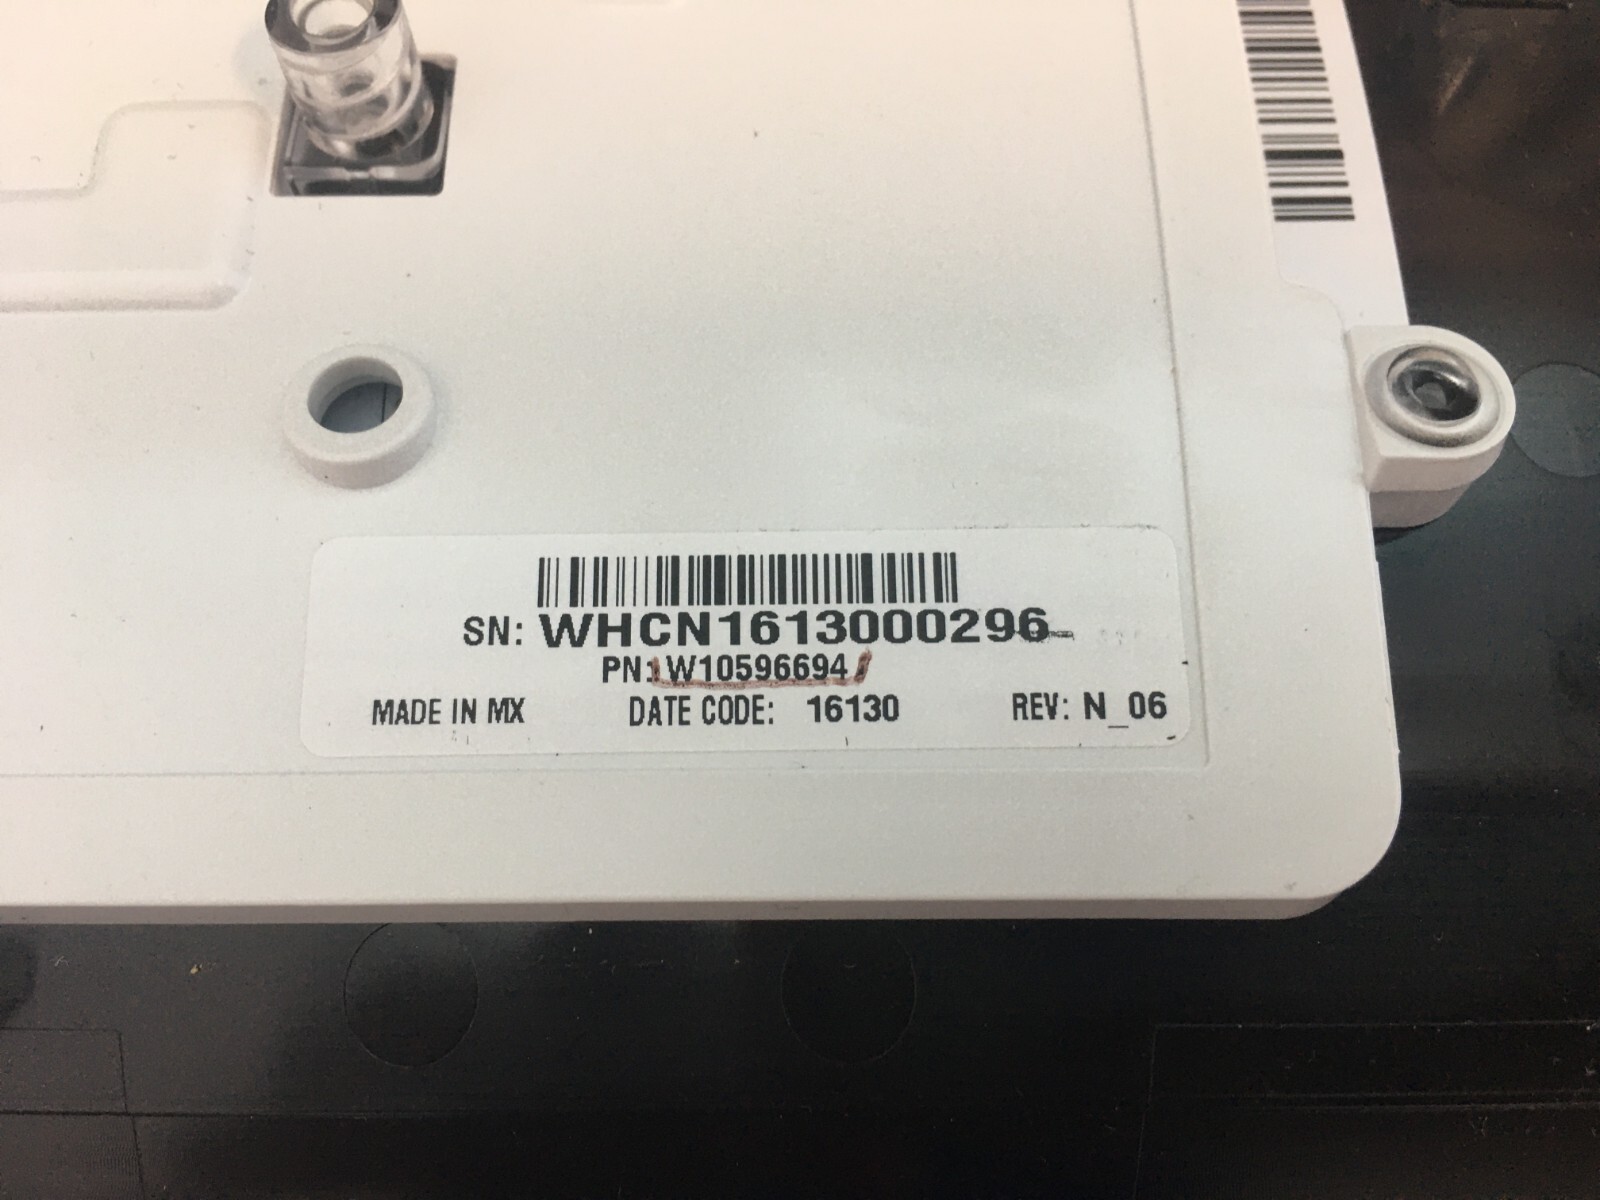 SN: WHCN1613000296
PN: W10596694
MADE IN MX DATE CODE: 16130 REV: N_06